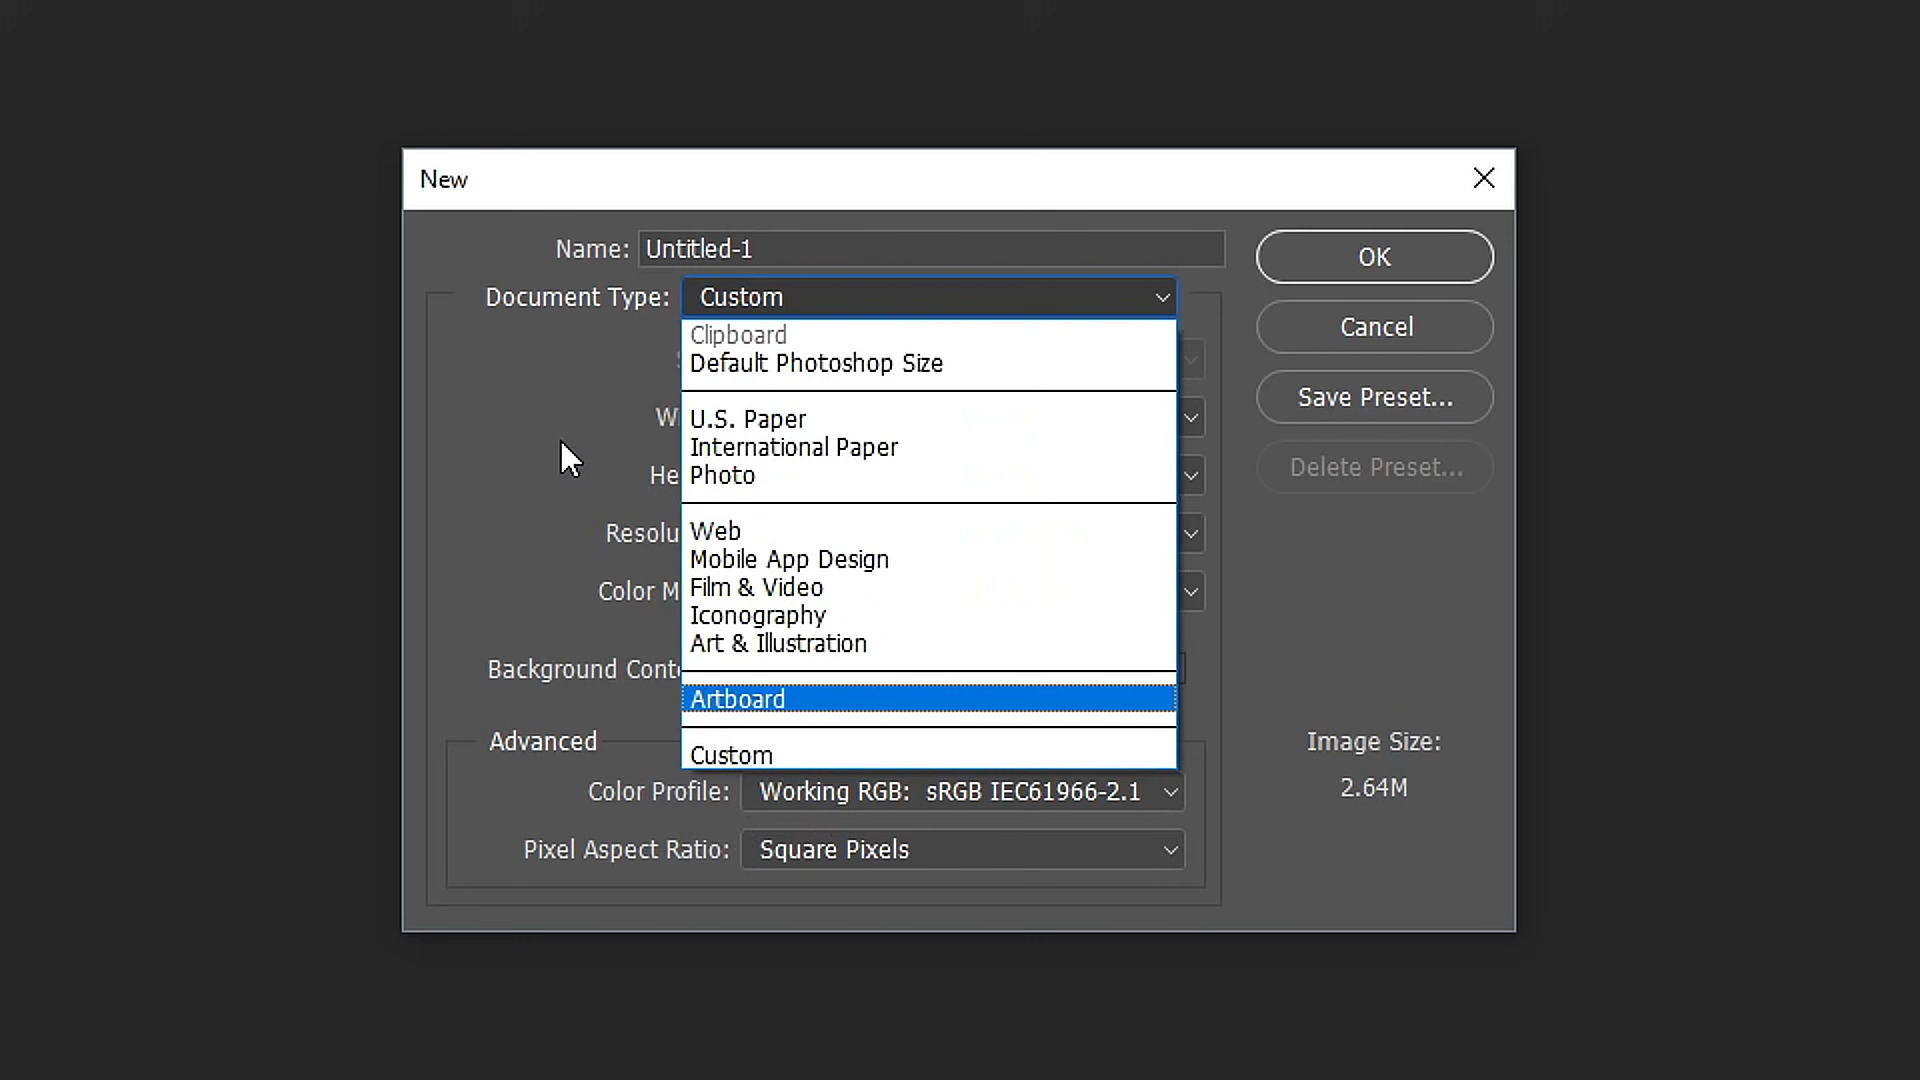 New
Name: Untitled-1
OK
Document Type: Custom
Cancel
Clipboard
Default Photoshop Size
Save Preset...
U.S. Paper
International Paper
Delete Preset...
Photo
Web
Resolu
Mobile App Design
Film & Video
Color M
Iconography
Art & Illustration
Background Cont
Artboard
Advanced
Image Size:
Custom
Color Profile: Working RGB: sRGB IEC61966-2.1
2.64M
Pixel Aspect Ratio: Square Pixels